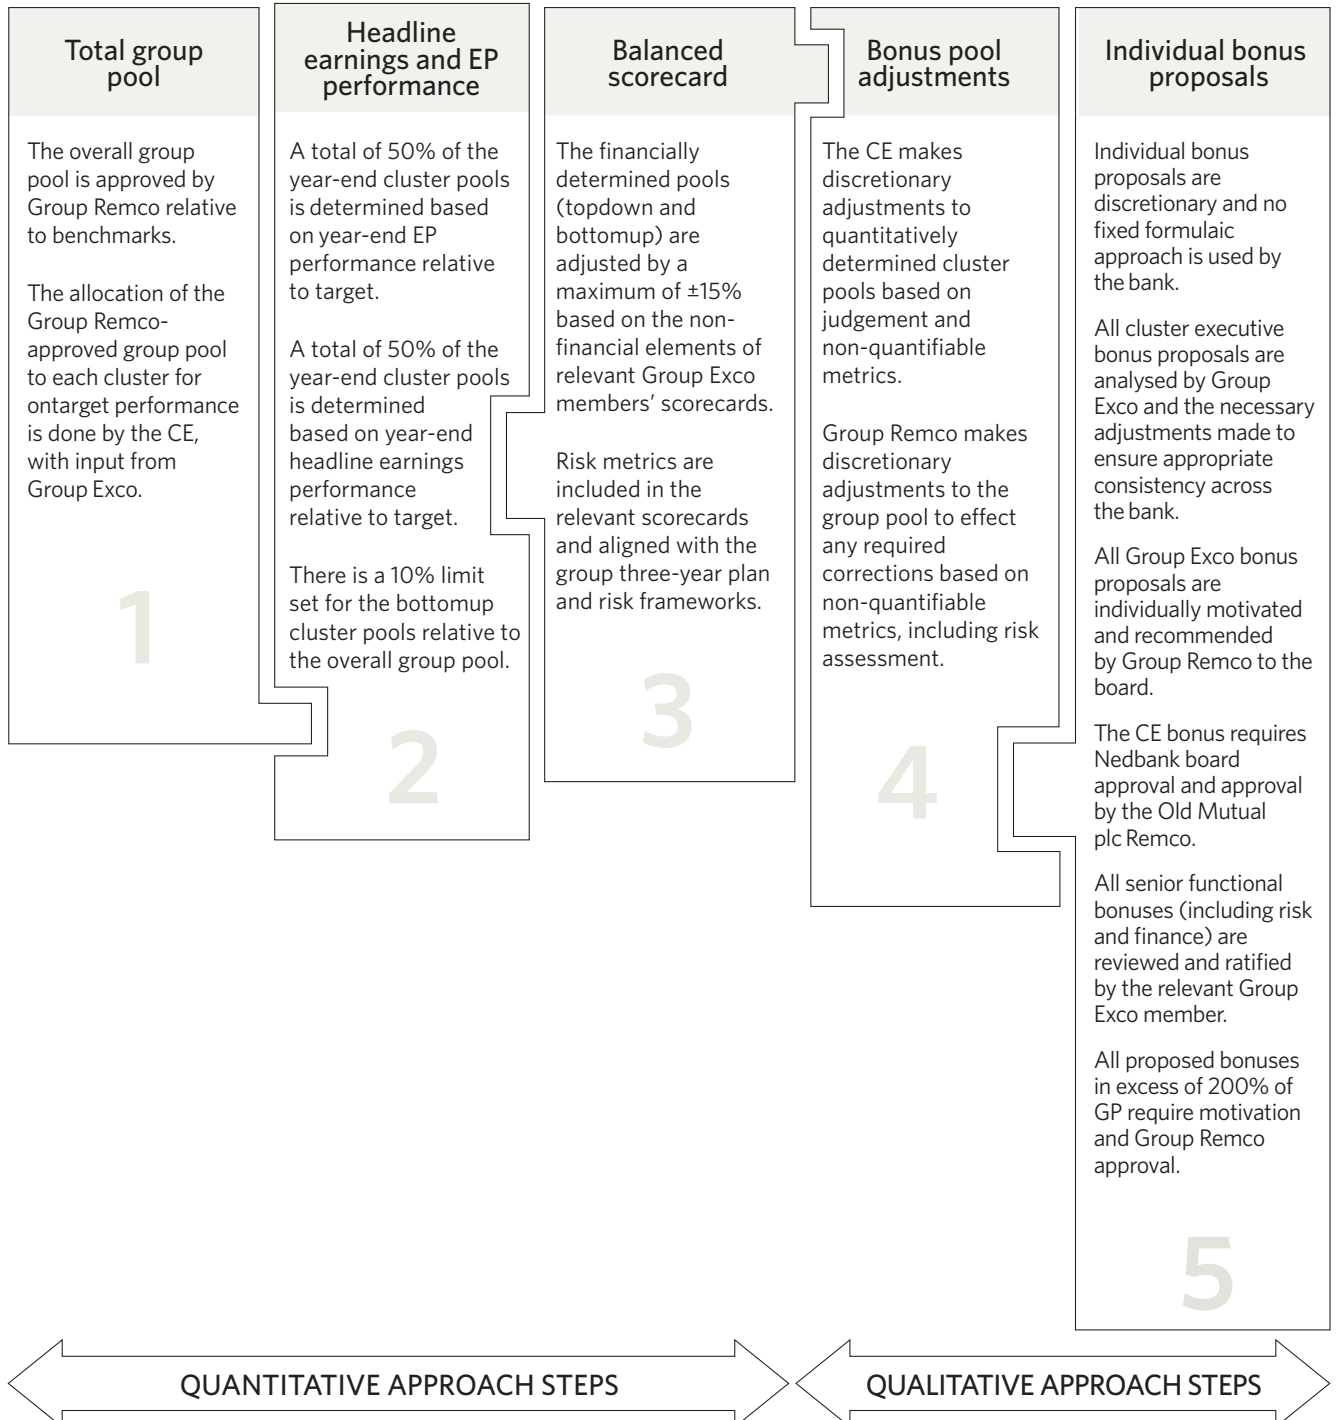 Total group
pool
The overall group
pool is approved by
Group Remco relative
to benchmarks.
The allocation of the
Group Remco-
approved group pool
to each cluster for
ontarget performance
is done by the CE,
with input from
Group Exco.
1
Headline
earnings and EP
performance
A total of 50% of the
year-end cluster pools
is determined based
on year-end EP
performance relative
to target.
A total of 50% of the
year-end cluster pools
is determined
based on year-end
headline earnings
performance
relative to target.
There is a 10% limit
set for the bottomup
cluster pools relative to
the overall group pool.
2
Balanced
scorecard
The financially
determined pools
(topdown and
bottomup) are
adjusted by a
maximum of ±15%
based on the non-
financial elements of
relevant Group Exco
members’ scorecards.
Risk metrics are
included in the
relevant scorecards
and aligned with the
group three-year plan
and risk frameworks.
3
Bonus pool
adjustments
The CE makes
discretionary
adjustments to
quantitatively
determined cluster
pools based on
judgement and
non-quantifiable
metrics.
Group Remco makes
discretionary
adjustments to the
group pool to effect
any required
corrections based on
non-quantifiable
metrics, including risk
assessment.
4
Individual bonus
proposals
Individual bonus
proposals are
discretionary and no
fixed formulaic
approach is used by
the bank.
All cluster executive
bonus proposals are
analysed by Group
Exco and the necessary
adjustments made to
ensure appropriate
consistency across
the bank.
All Group Exco bonus
proposals are
individually motivated
and recommended
by Group Remco to the
board.
The CE bonus requires
Nedbank board
approval and approval
by the Old Mutual
plc Remco.
All senior functional
bonuses (including risk
and finance) are
reviewed and ratified
by the relevant Group
Exco member.
All proposed bonuses
in excess of 200% of
GP require motivation
and Group Remco
approval.
5
QUANTITATIVE APPROACH STEPS
QUALITATIVE APPROACH STEPS